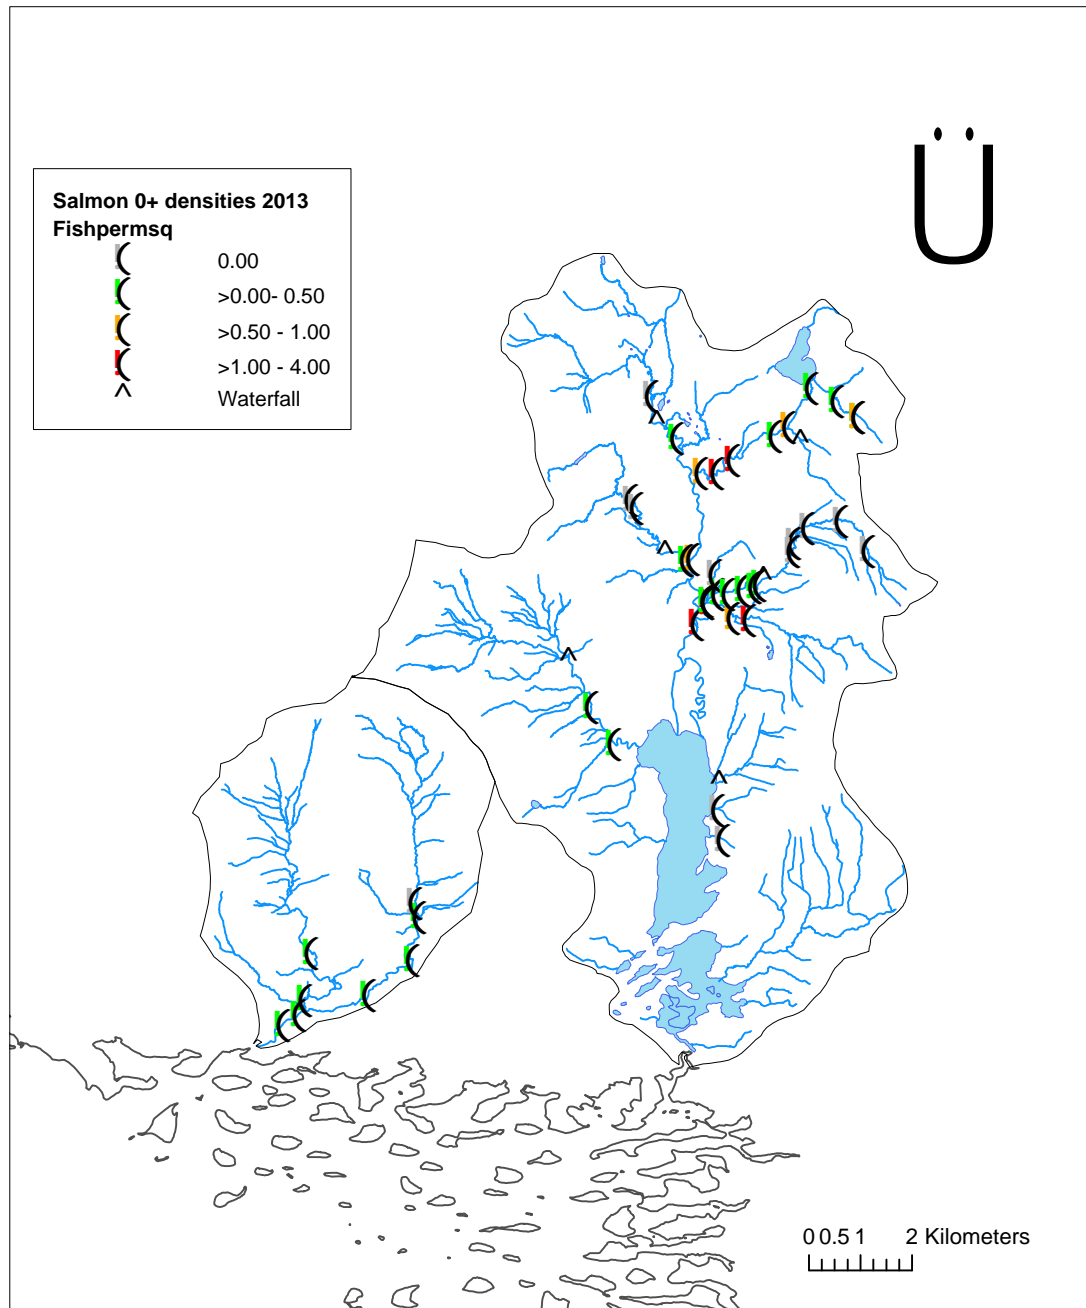 Ü
Salmon 0+ densities 2013
Fishpermsq
0.00
>0.00- 0.50
>0.50 - 1.00
>1.00 - 4.00
Waterfall
0 0.5 1 2 Kilometers